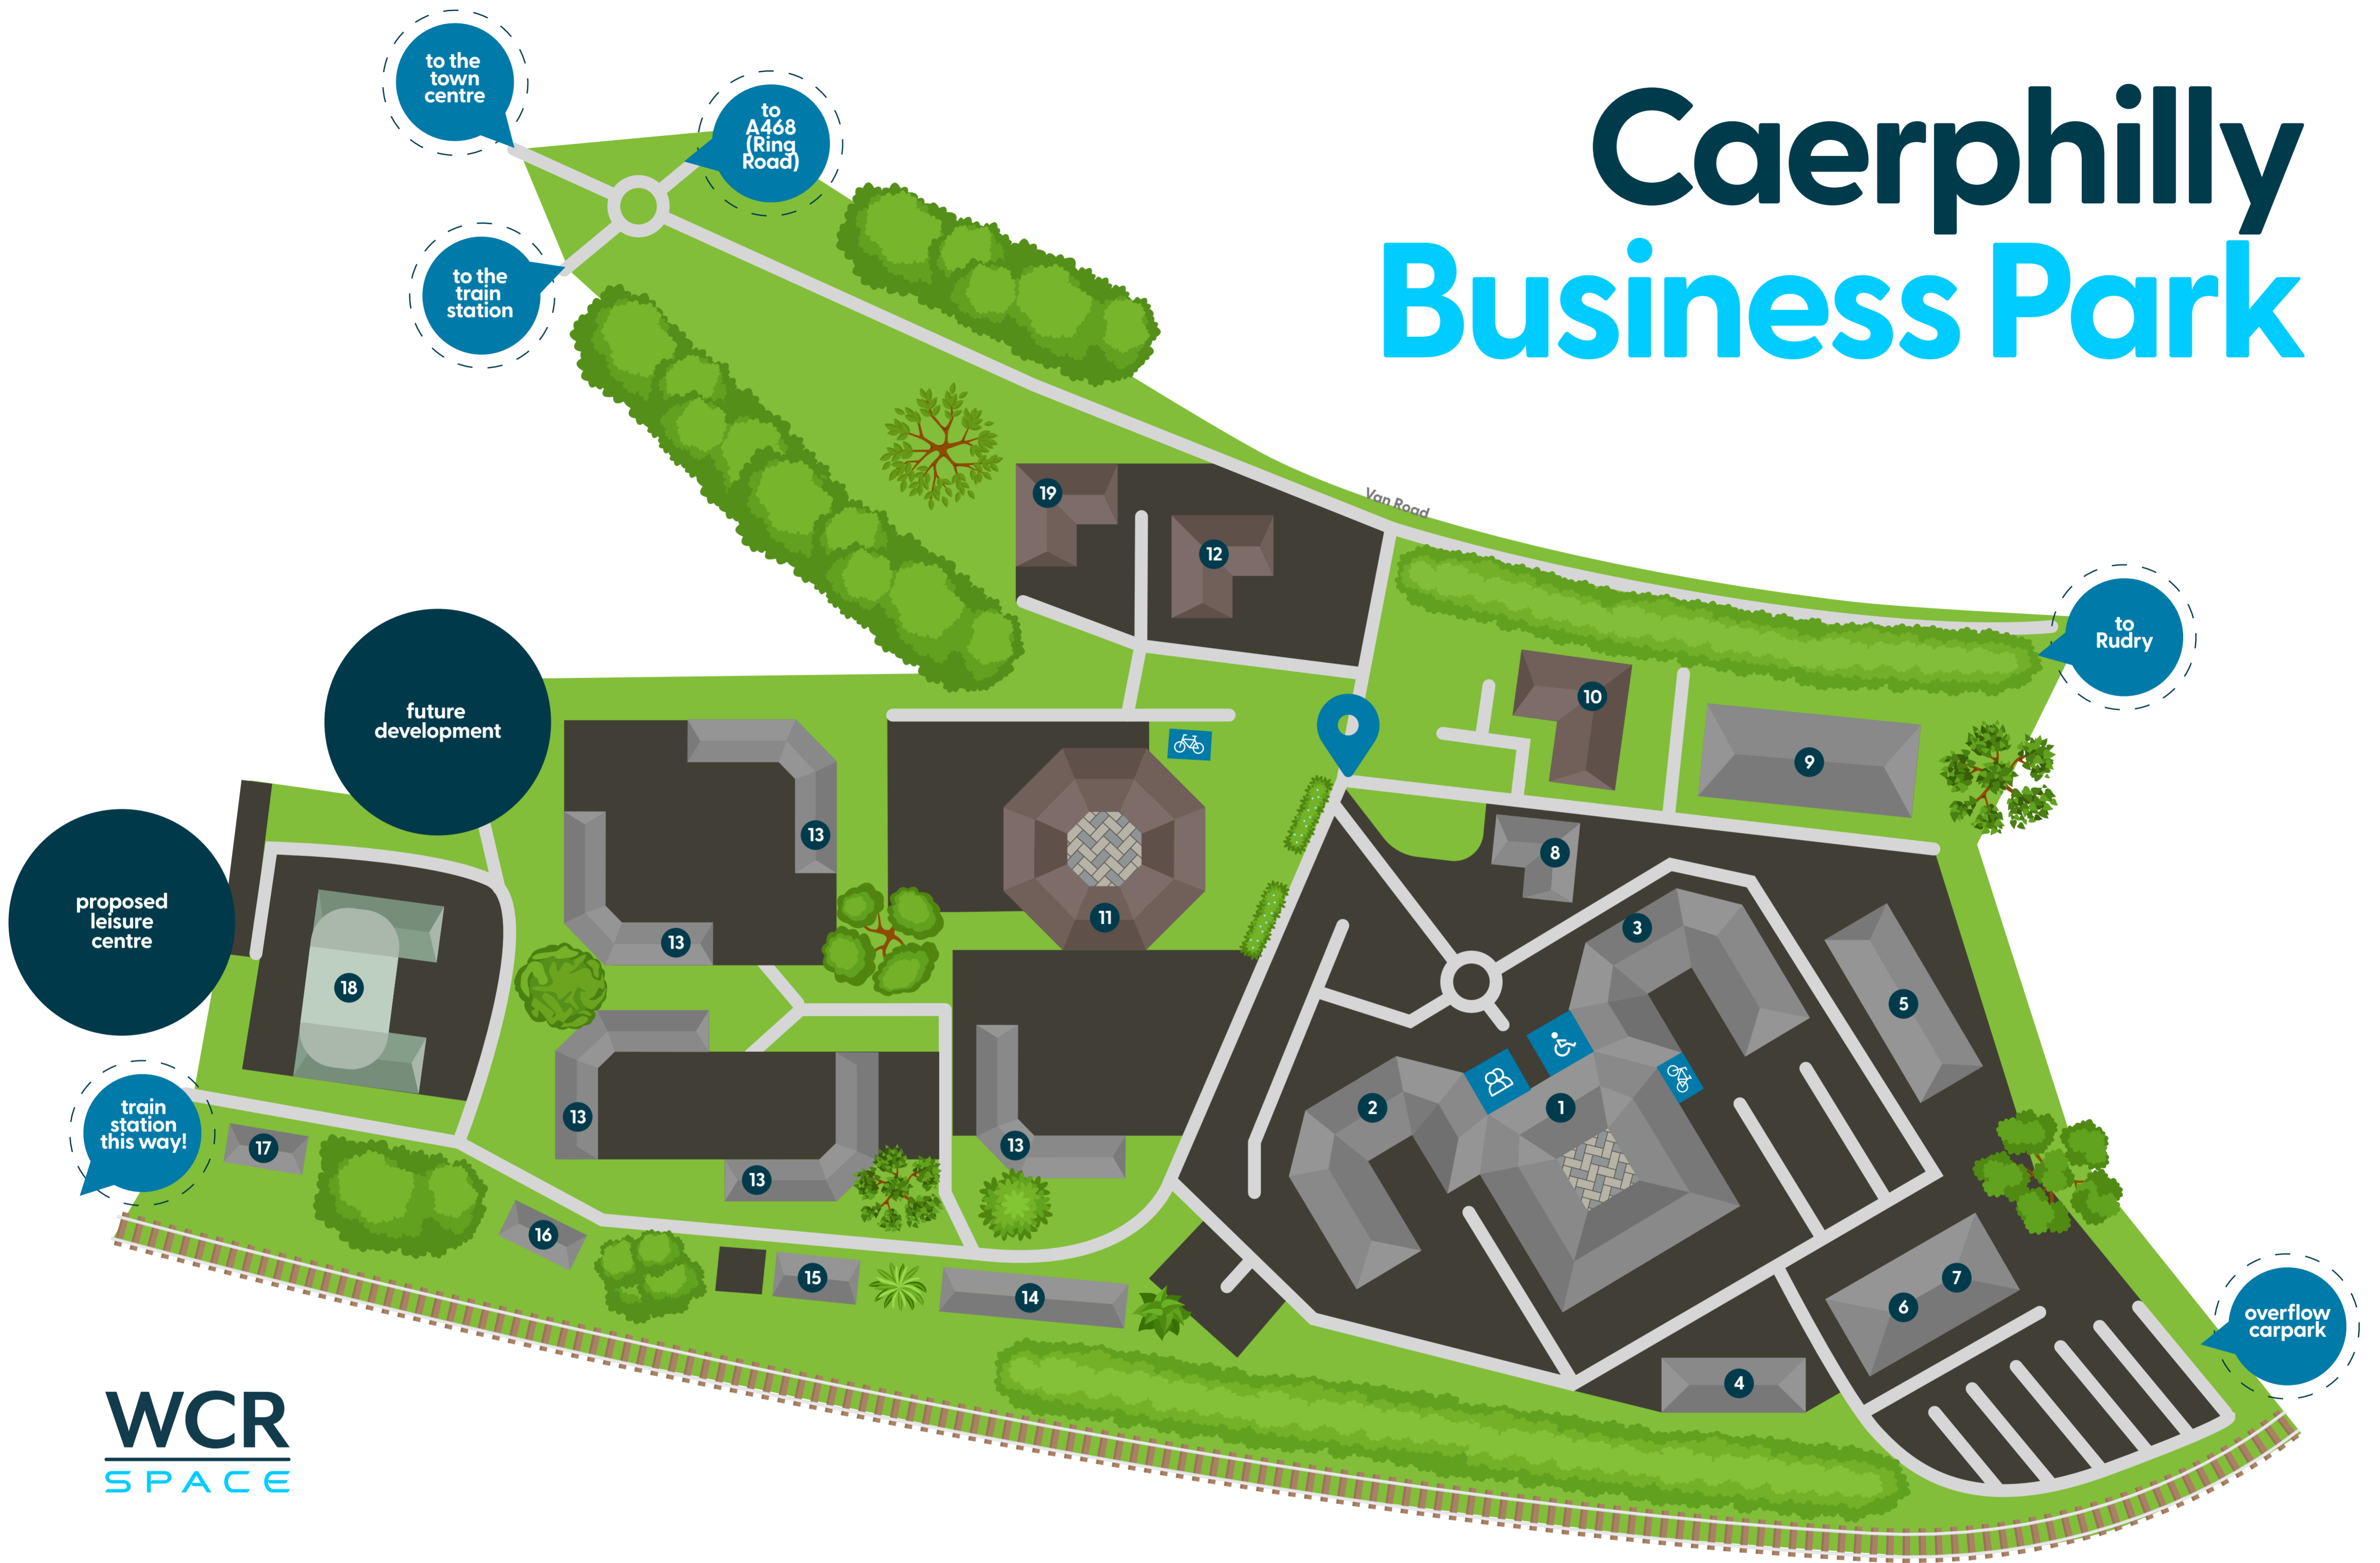 to the
town
centre
to
A468
(Ring
Road)
Caerphilly
Business Park
to the
train
station
19
Van Road
12
to
Rudry
future
development
10
9
13
8
proposed
leisure
centre
11
3
13
18
5
train
station
this way!
13
2
1
17
13
13
16
15
14
7
6
overflow
carpark
4
WCR
SPACE